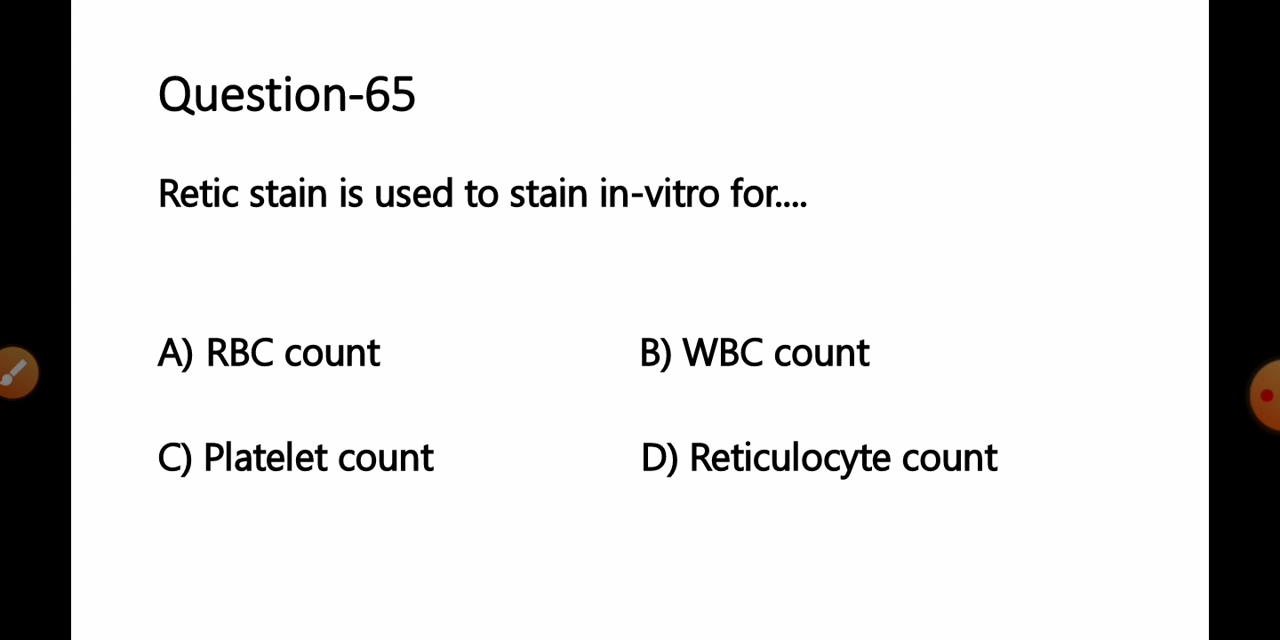 Question-65
Retic stain is used to stain in-vitro for....
A) RBC count
B) WBC count
C) Platelet count
D) Reticulocyte count